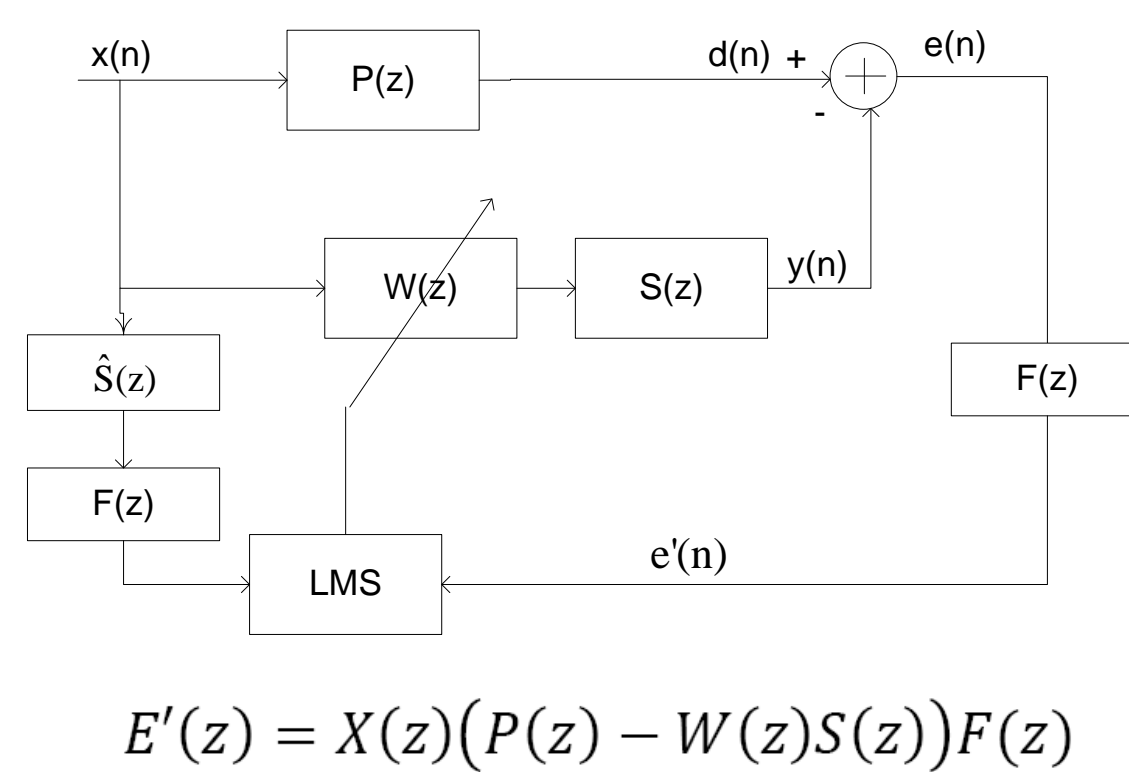 x(n)
P(z)
d(n) +
e(n)
-
W(z)
S(z)
y(n)
Ŝ(z)
F(z)
F(z)
LMS
e'(n)
E′(z) = X(z)(P(z) − W(z)S(z))F(z)